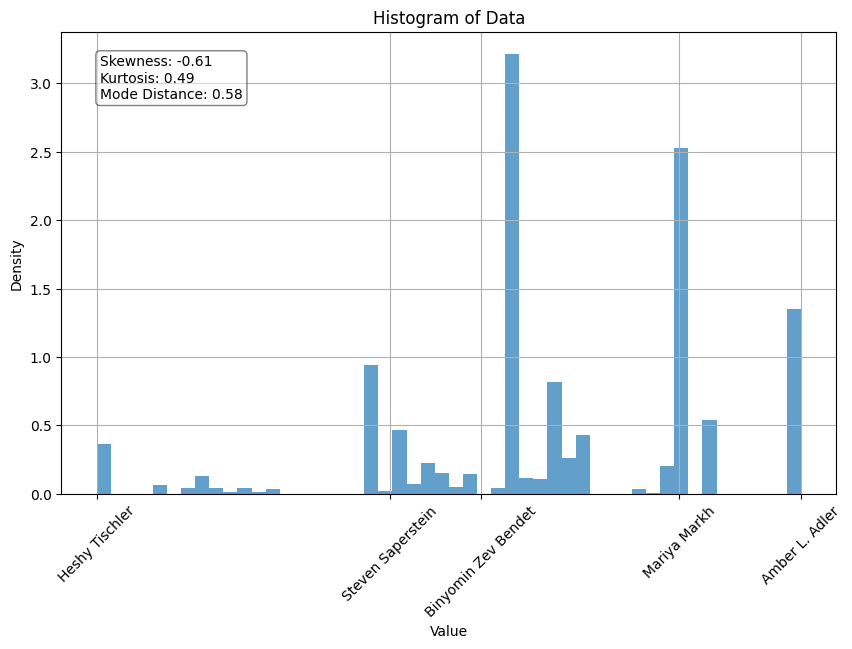 Histogram of Data
Skewness: -0.61
Kurtosis: 0.49
Mode Distance: 0.58
3.0
2.5
2.0
1.5
1.0
0.5
0.0
Density
Heshy Tischler
Steven Saperstein
Binyomin Zev Bendet
Mariya Markh
Amber L. Adler
Value